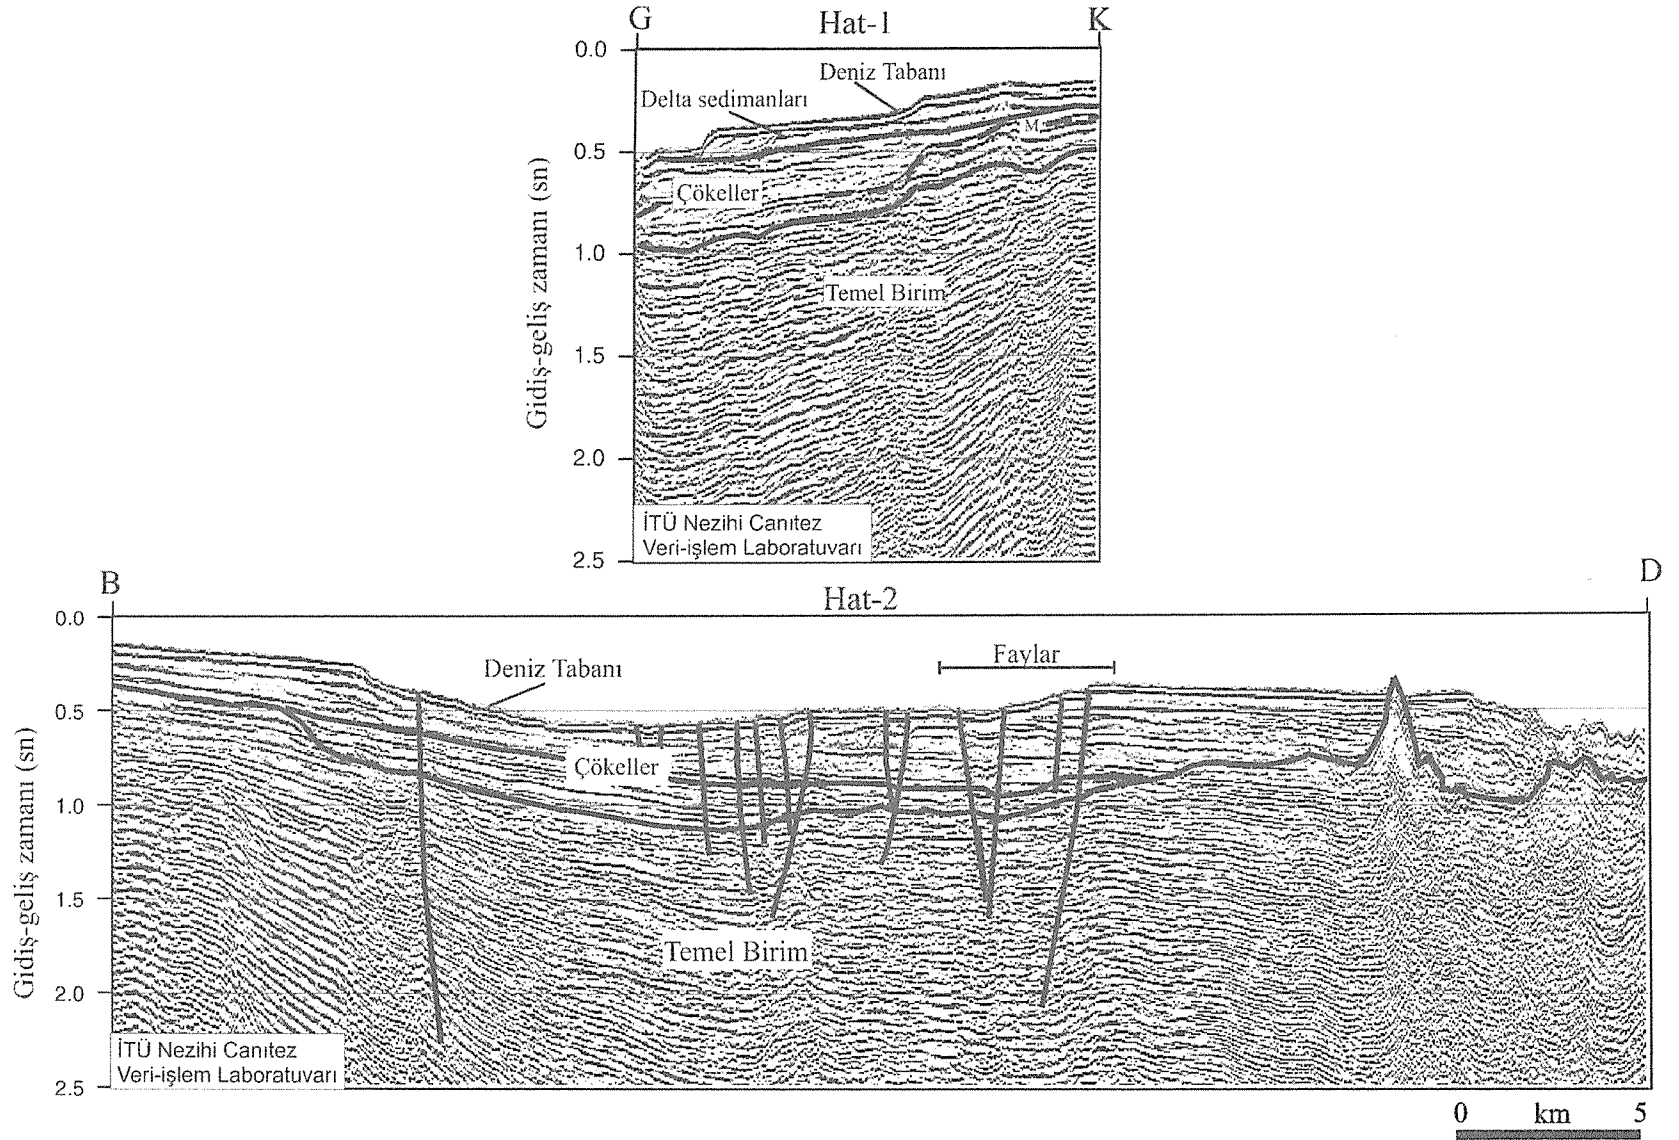 G
Hat-1
K
0.0
Deniz Tabanı
Delta sedimanları
M
0.5
Çökeller
1.0
Temel Birim
1.5
2.0
2.5
Gidiş-geliş zamanı (sn)
İTÜ Nezihi Canıtez
Veri-işlem Laboratuvarı
B
Hat-2
D
0.0
Deniz Tabanı
Faylar
0.5
Çökeller
1.0
1.5
Temel Birim
2.0
2.5
Gidiş-geliş zamanı (sn)
İTÜ Nezihi Canıtez
Veri-işlem Laboratuvarı
0 km 5